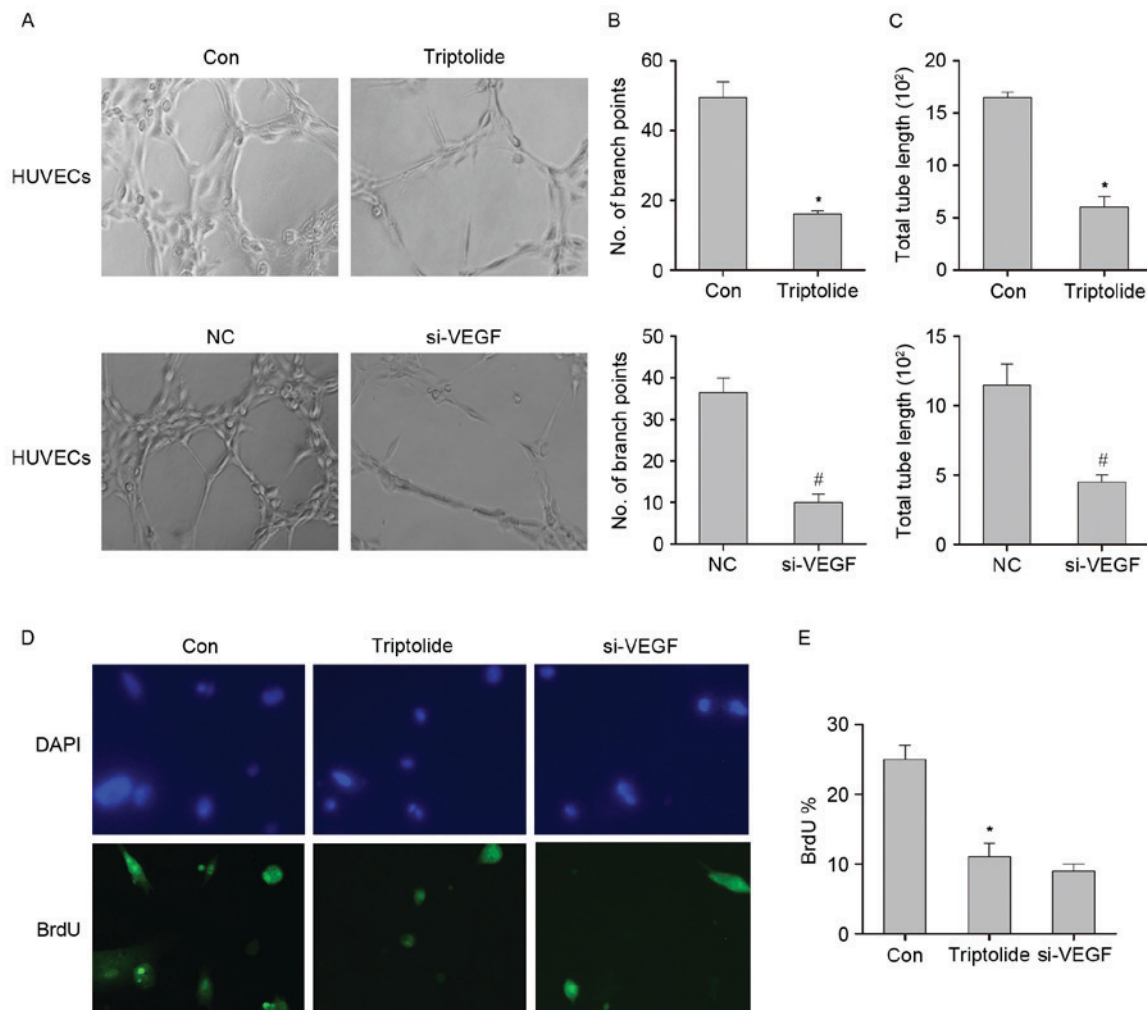 A
Con
Triptolide
HUVECs
NC
si-VEGF
HUVECs
B
No. of branch points
60
40
20
0
*
Con
Triptolide
No. of branch points
50
40
30
20
10
0
#
NC
si-VEGF
C
Total tube length (10²)
20
15
10
5
0
*
Con
Triptolide
Total tube length (10²)
15
10
5
0
#
NC
si-VEGF
D
Con
Triptolide
si-VEGF
DAPI
BrdU
E
BrdU %
30
20
10
0
*
Con
Triptolide
si-VEGF